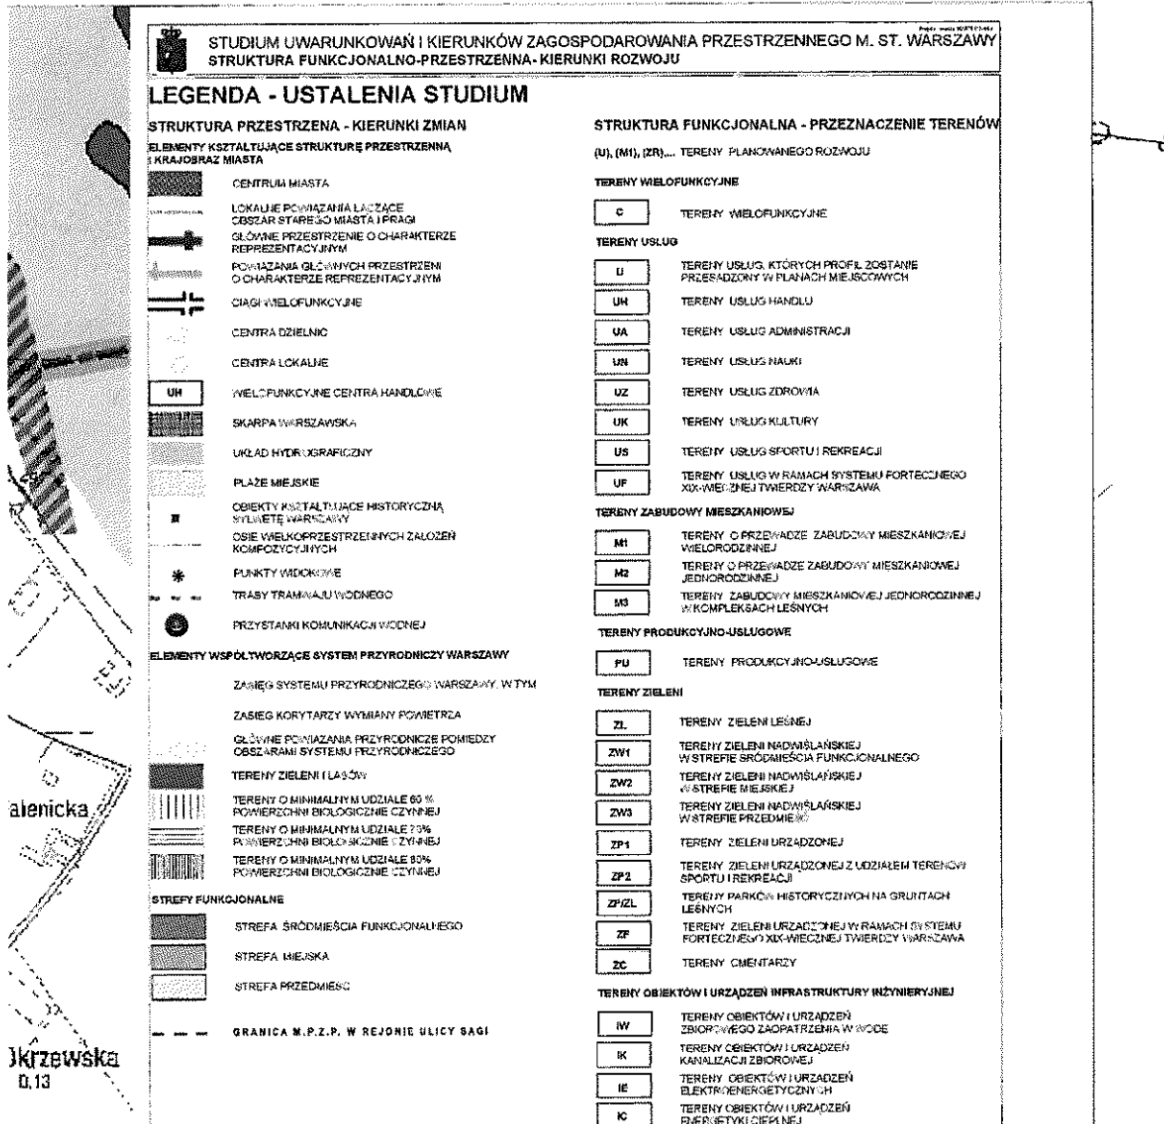 STUDIUM UWARUNKOWAŃ I KIERUNKÓW ZAGOSPODAROWANIA PRZESTRZENNEGO M. ST. WARSZAWY
STRUKTURA FUNKCJONALNO-PRZESTRZENNA- KIERUNKI ROZWOJU
LEGENDA - USTALENIA STUDIUM
STRUKTURA PRZESTRZENA - KIERUNKI ZMIAN
ELEMENTY KSZTAŁTUJĄCE STRUKTURĘ PRZESTRZENNĄ
I KRAJOBRAZ MIASTA
CENTRUM MIASTA
LOKALNE POWIĄZANIA ŁĄCZĄCE
OBSZAR STAREGO MIASTA I PRAGI
GŁÓWNE PRZESTRZENIE O CHARAKTERZE
REPREZENTACYJNYM
POWIĄZANIA GŁÓWNYCH PRZESTRZENI
O CHARAKTERZE REPREZENTACYJNYM
CIĄGI WIELOFUNKCYJNE
CENTRA DZIELNIC
CENTRA LOKALNE
UH WIELOFUNKCYJNE CENTRA HANDLOWE
SKARPA WARSZAWSKA
UKŁAD HYDROGRAFICZNY
PLAŻE MIEJSKIE
OBIEKTY KSZTAŁTUJĄCE HISTORYCZNĄ
SYLWETĘ WARSZAWY
OSIE WIELKOPRZESTRZENNYCH ZAŁOŻEŃ
KOMPOZYCYJNYCH
PUNKTY WIDOKOWE
TRASY TRAMWAJU WODNEGO
PRZYSTANKI KOMUNIKACJI WODNEJ
ELEMENTY WSPÓŁTWORZĄCE SYSTEM PRZYRODNICZY WARSZAWY
ZASIĘG SYSTEMU PRZYRODNICZEGO WARSZAWY, W TYM
ZASIĘG KORYTARZY WYMIANY POWIETRZA
GŁÓWNE POWIĄZANIA PRZYRODNICZE POMIĘDZY
OBSZARAMI SYSTEMU PRZYRODNICZEGO
TERENY ZIELENI I LASÓW
TERENY O MINIMALNYM UDZIALE 60 %
POWIERZCHNI BIOLOGICZNIE CZYNNEJ
TERENY O MINIMALNYM UDZIALE 70%
POWIERZCHNI BIOLOGICZNIE CZYNNEJ
TERENY O MINIMALNYM UDZIALE 80%
POWIERZCHNI BIOLOGICZNIE CZYNNEJ
STREFY FUNKCJONALNE
STREFA ŚRÓDMIEŚCIA FUNKCJONALNEGO
STREFA MIEJSKA
STREFA PRZEDMIEŚĆ
GRANICA M.P.Z.P. W REJONIE ULICY SAGI
STRUKTURA FUNKCJONALNA - PRZEZNACZENIE TERENÓW
(U), (M1), (ZR).... TERENY PLANOWANEGO ROZWOJU
TERENY WIELOFUNKCYJNE
C TERENY WIELOFUNKCYJNE
TERENY USŁUG
U TERENY USŁUG, KTÓRYCH PROFIL ZOSTANIE
PRZESĄDZONY W PLANACH MIEJSCOWYCH
UH TERENY USŁUG HANDLU
UA TERENY USŁUG ADMINISTRACJI
UN TERENY USŁUG NAUKI
UZ TERENY USŁUG ZDROWIA
UK TERENY USŁUG KULTURY
US TERENY USŁUG SPORTU I REKREACJI
UF TERENY USŁUG W RAMACH SYSTEMU FORTECZNEGO
XIX-WIECZNEJ TWIERDZY WARSZAWA
TERENY ZABUDOWY MIESZKANIOWEJ
M1 TERENY O PRZEWADZE ZABUDOWY MIESZKANIOWEJ
WIELORODZINNEJ
M2 TERENY O PRZEWADZE ZABUDOWY MIESZKANIOWEJ
JEDNORODZINNEJ
M3 TERENY ZABUDOWY MIESZKANIOWEJ JEDNORODZINNEJ
W KOMPLEKSACH LEŚNYCH
TERENY PRODUKCYJNO-USŁUGOWE
PU TERENY PRODUKCYJNO-USŁUGOWE
TERENY ZIELENI
ZL TERENY ZIELENI LEŚNEJ
ZW1 TERENY ZIELENI NADWIŚLAŃSKIEJ
W STREFIE ŚRÓDMIEŚCIA FUNKCJONALNEGO
ZW2 TERENY ZIELENI NADWIŚLAŃSKIEJ
W STREFIE MIEJSKIEJ
ZW3 TERENY ZIELENI NADWIŚLAŃSKIEJ
W STREFIE PRZEDMIEŚĆ
ZP1 TERENY ZIELENI URZĄDZONEJ
ZP2 TERENY ZIELENI URZĄDZONEJ Z UDZIAŁEM TERENÓW
SPORTU I REKREACJI
ZP/ZL TERENY PARKÓW HISTORYCZNYCH NA GRUNTACH
LEŚNYCH
ZF TERENY ZIELENI URZĄDZONEJ W RAMACH SYSTEMU
FORTECZNEGO XIX-WIECZNEJ TWIERDZY WARSZAWA
ZC TERENY CMENTARZY
TERENY OBIEKTÓW I URZĄDZEŃ INFRASTRUKTURY INŻYNIERYJNEJ
IW TERENY OBIEKTÓW I URZĄDZEŃ
ZBIOROWEGO ZAOPATRZENIA W WODĘ
IK TERENY OBIEKTÓW I URZĄDZEŃ
KANALIZACJI ZBIOROWEJ
IE TERENY OBIEKTÓW I URZĄDZEŃ
ELEKTROENERGETYCZNYCH
IC TERENY OBIEKTÓW I URZĄDZEŃ
ENERGETYKI CIEPLNEJ
alenicka
krzewska
0,13